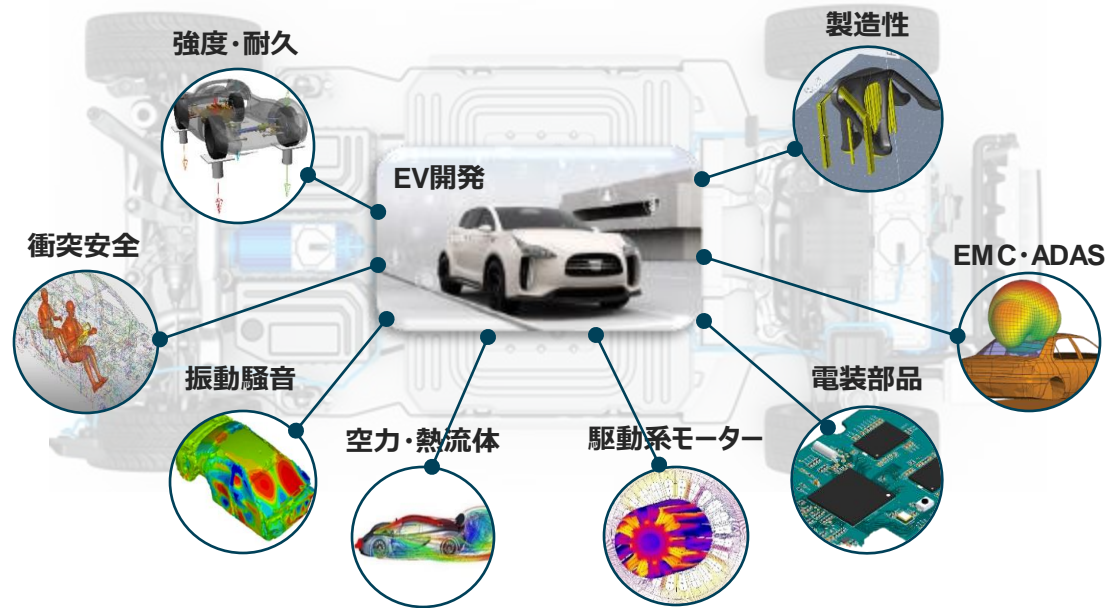 強度・耐久
製造性
EV開発
衝突安全
EMC・ADAS
振動騒音
電装部品
空力・熱流体
駆動系モーター